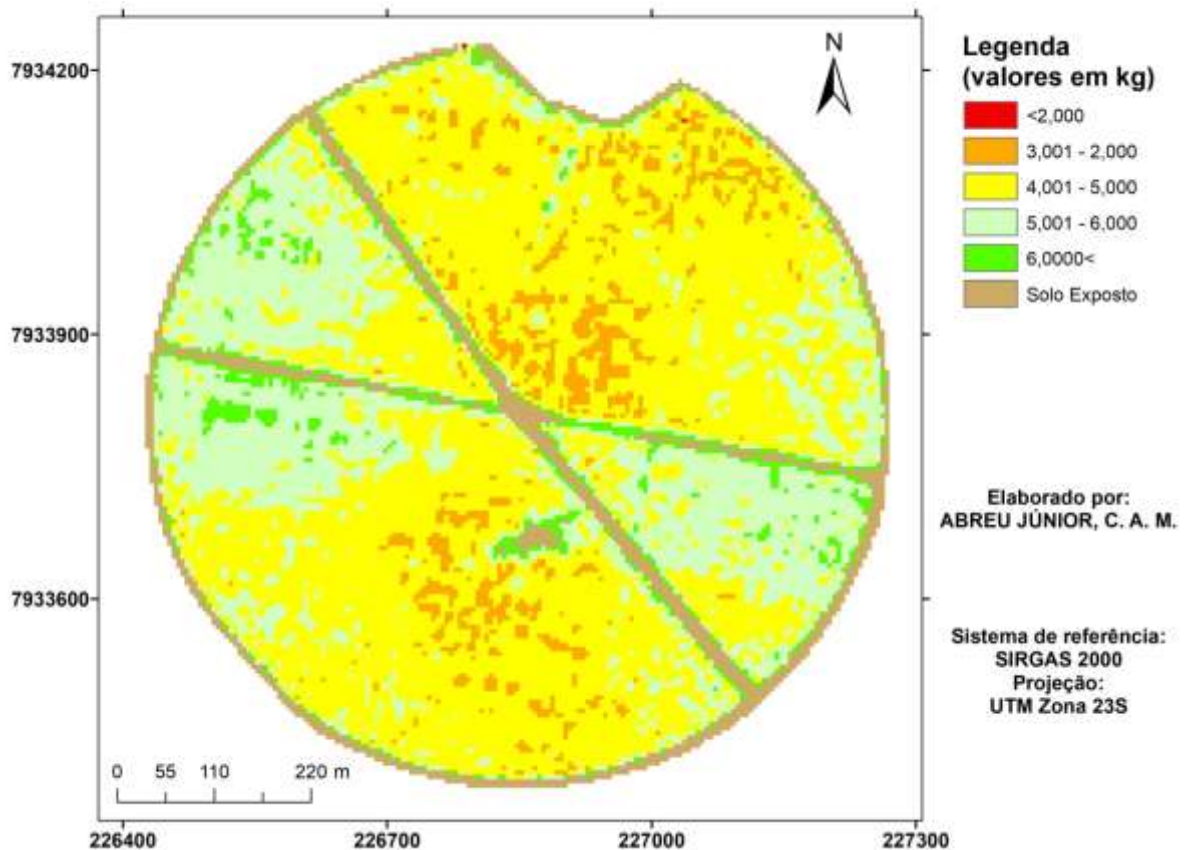 N
7934200
7933900
7933600
0 55 110 220 m
226400 226700 227000 227300
Legenda
(valores em kg)
<2,000
3,001 - 2,000
4,001 - 5,000
5,001 - 6,000
6,0000<
Solo Exposto
Elaborado por:
ABREU JÚNIOR, C. A. M.
Sistema de referência:
SIRGAS 2000
Projeção:
UTM Zona 23S